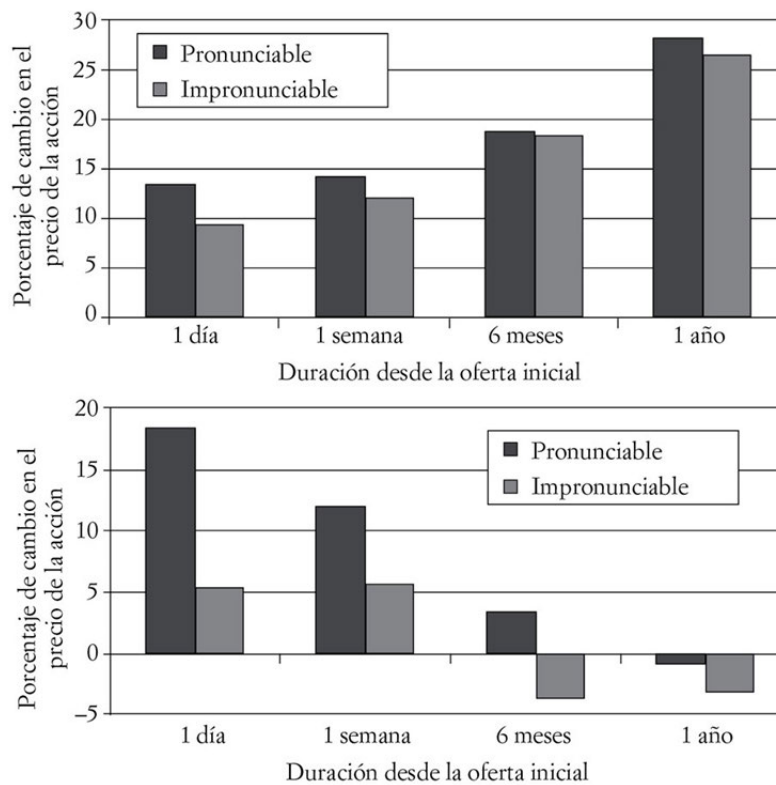 Porcentaje de cambio en el
precio de la acción
30
25
20
15
10
5
0
Pronunciable
Impronunciable
1 día
1 semana
6 meses
1 año
Duración desde la oferta inicial
Porcentaje de cambio en el
precio de la acción
20
15
10
5
0
–5
Pronunciable
Impronunciable
1 día
1 semana
6 meses
1 año
Duración desde la oferta inicial